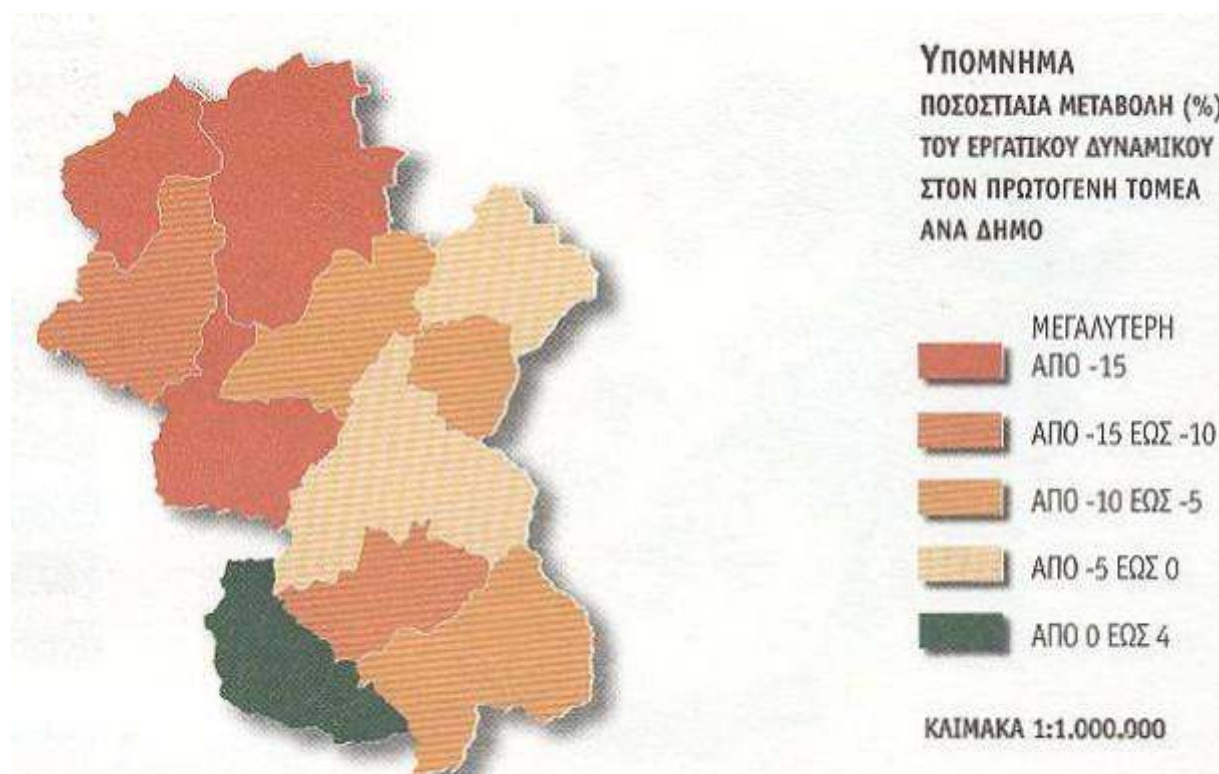 ΥΠΟΜΝΗΜΑ
ΠΟΣΟΣΤΙΑΙΑ ΜΕΤΑΒΟΛΗ (%)
ΤΟΥ ΕΡΓΑΤΙΚΟΥ ΔΥΝΑΜΙΚΟΥ
ΣΤΟΝ ΠΡΩΤΟΓΕΝΗ ΤΟΜΕΑ
ΑΝΑ ΔΗΜΟ
ΜΕΓΑΛΥΤΕΡΗ
ΑΠΟ -15
ΑΠΟ -15 ΕΩΣ -10
ΑΠΟ -10 ΕΩΣ -5
ΑΠΟ -5 ΕΩΣ 0
ΑΠΟ 0 ΕΩΣ 4
ΚΛΙΜΑΚΑ 1:1.000.000